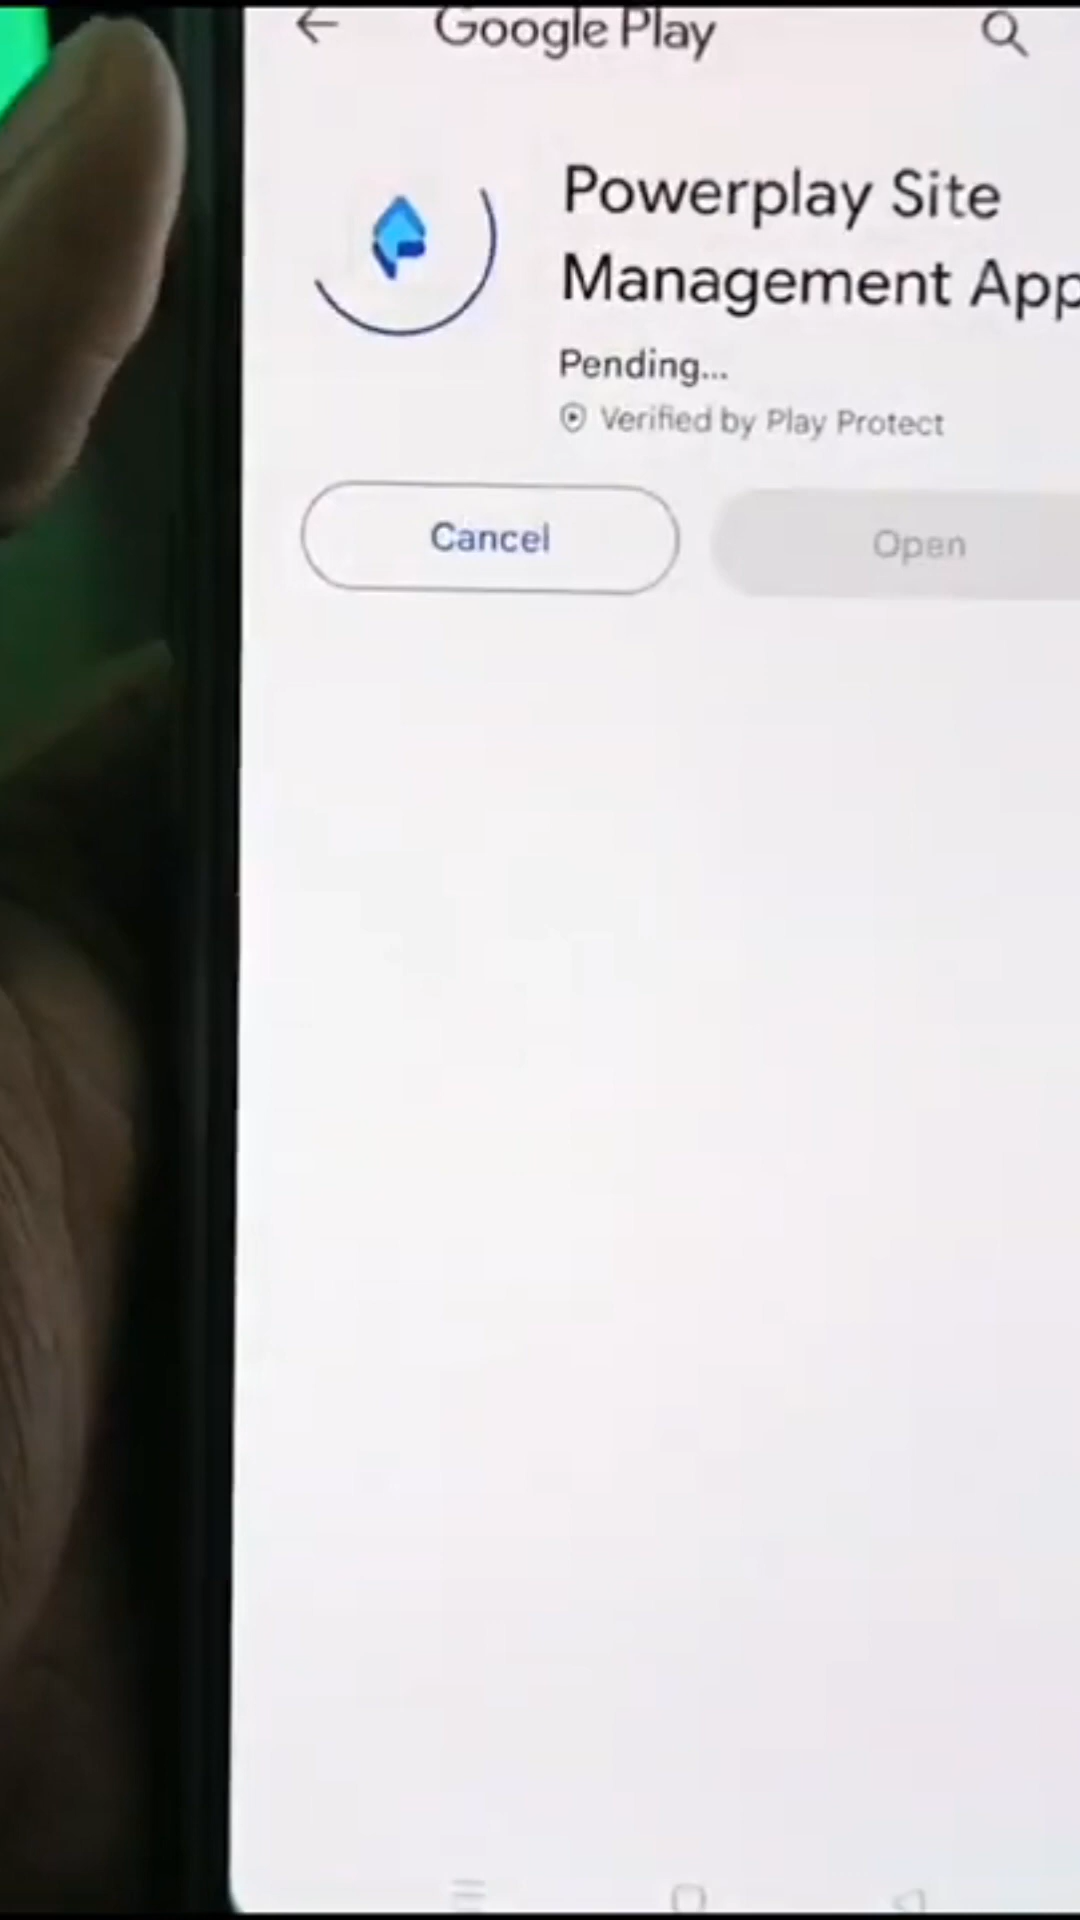 Google Play
Powerplay Site
Management App
Pending...
Verified by Play Protect
Cancel
Open